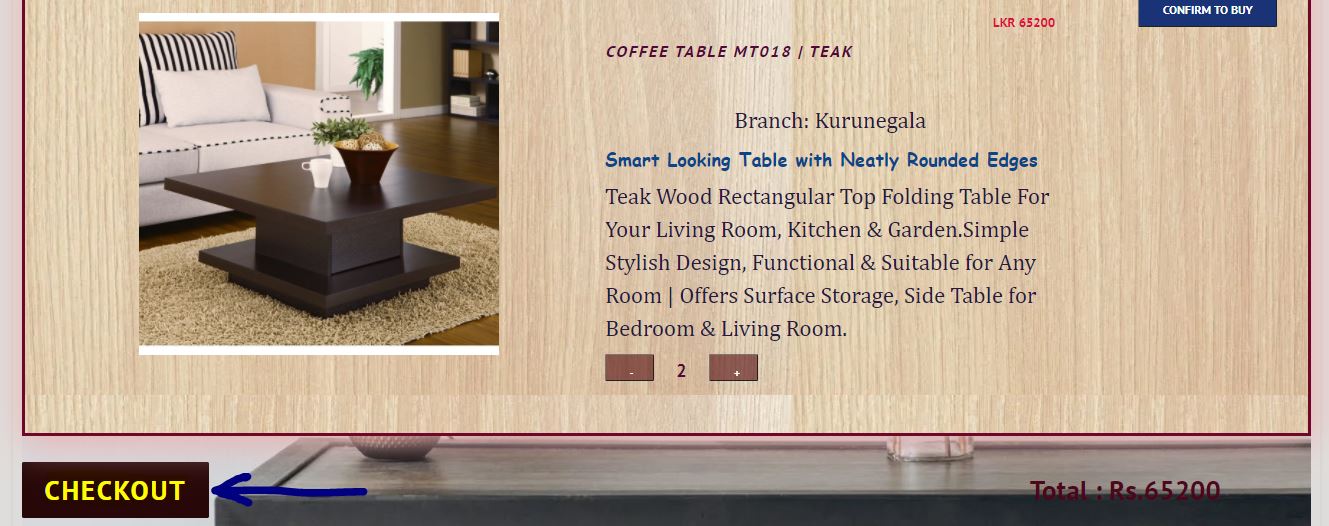 LKR 65200
CONFIRM TO BUY
COFFEE TABLE MT018 | TEAK
Branch: Kurunegala
Smart Looking Table with Neatly Rounded Edges
Teak Wood Rectangular Top Folding Table For
Your Living Room, Kitchen & Garden.Simple
Stylish Design, Functional & Suitable for Any
Room | Offers Surface Storage, Side Table for
Bedroom & Living Room.
- 2 +
CHECKOUT
Total : Rs.65200